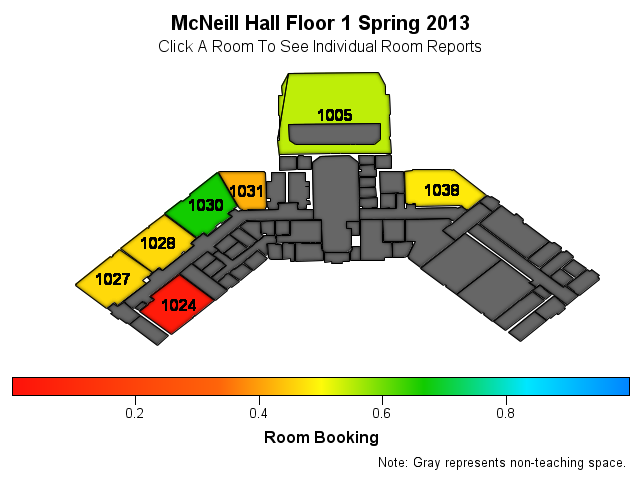 McNeill Hall Floor 1 Spring 2013
Click A Room To See Individual Room Reports
1005
1031
1038
1030
1028
1027
1024
0.2 0.4 0.6 0.8
Room Booking
Note: Gray represents non-teaching space.